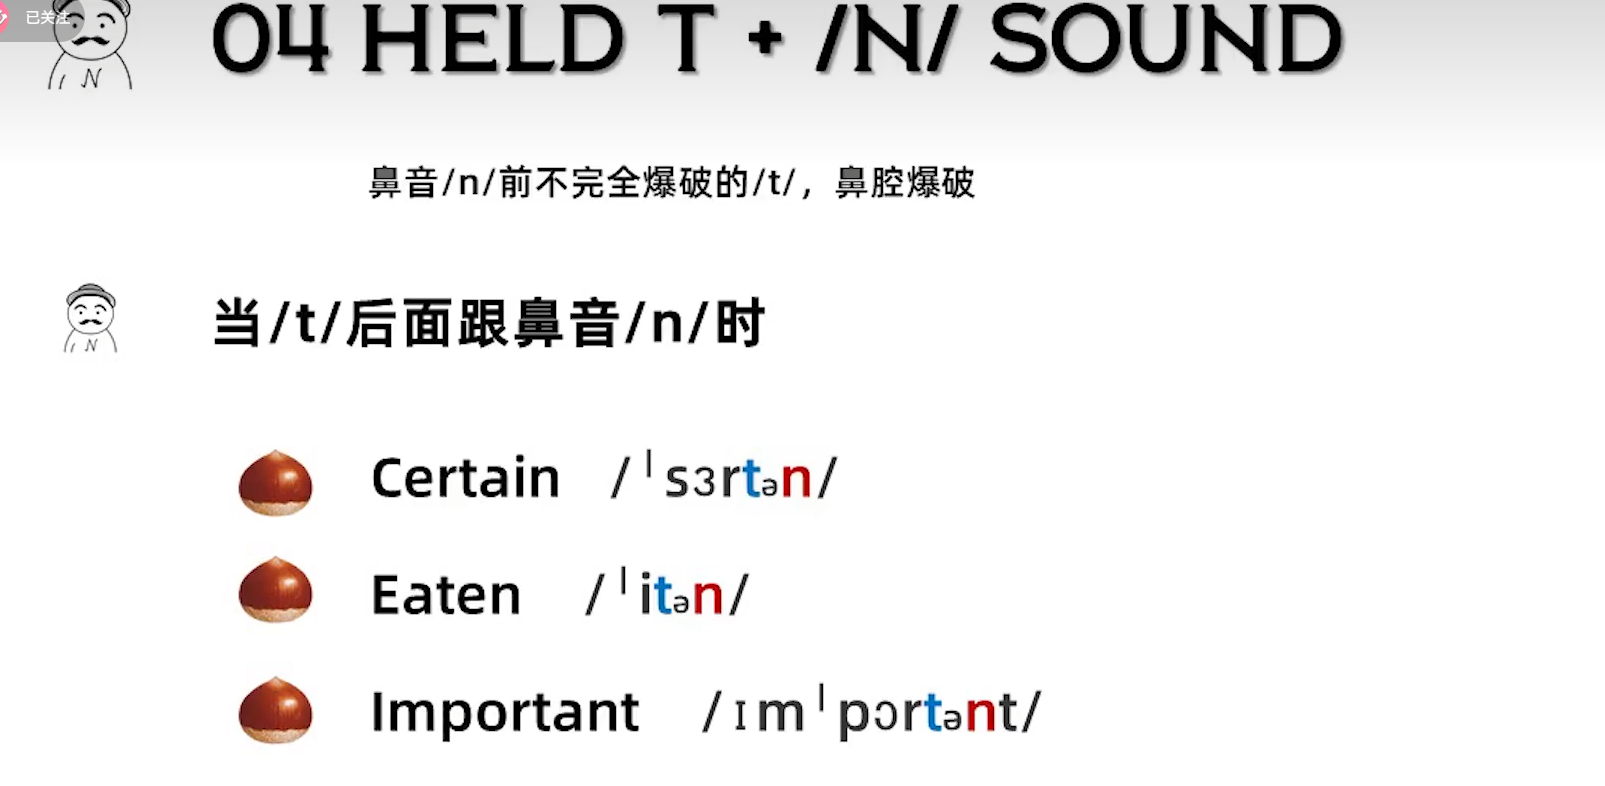 已关注
04 HELD T + /N/ SOUND
N
鼻音/n/前不完全爆破的/t/，鼻腔爆破
当/t/后面跟鼻音/n/时
N
Certain /ˈsɜrtən/
Eaten /ˈitən/
Important /ɪmˈpɔrtənt/